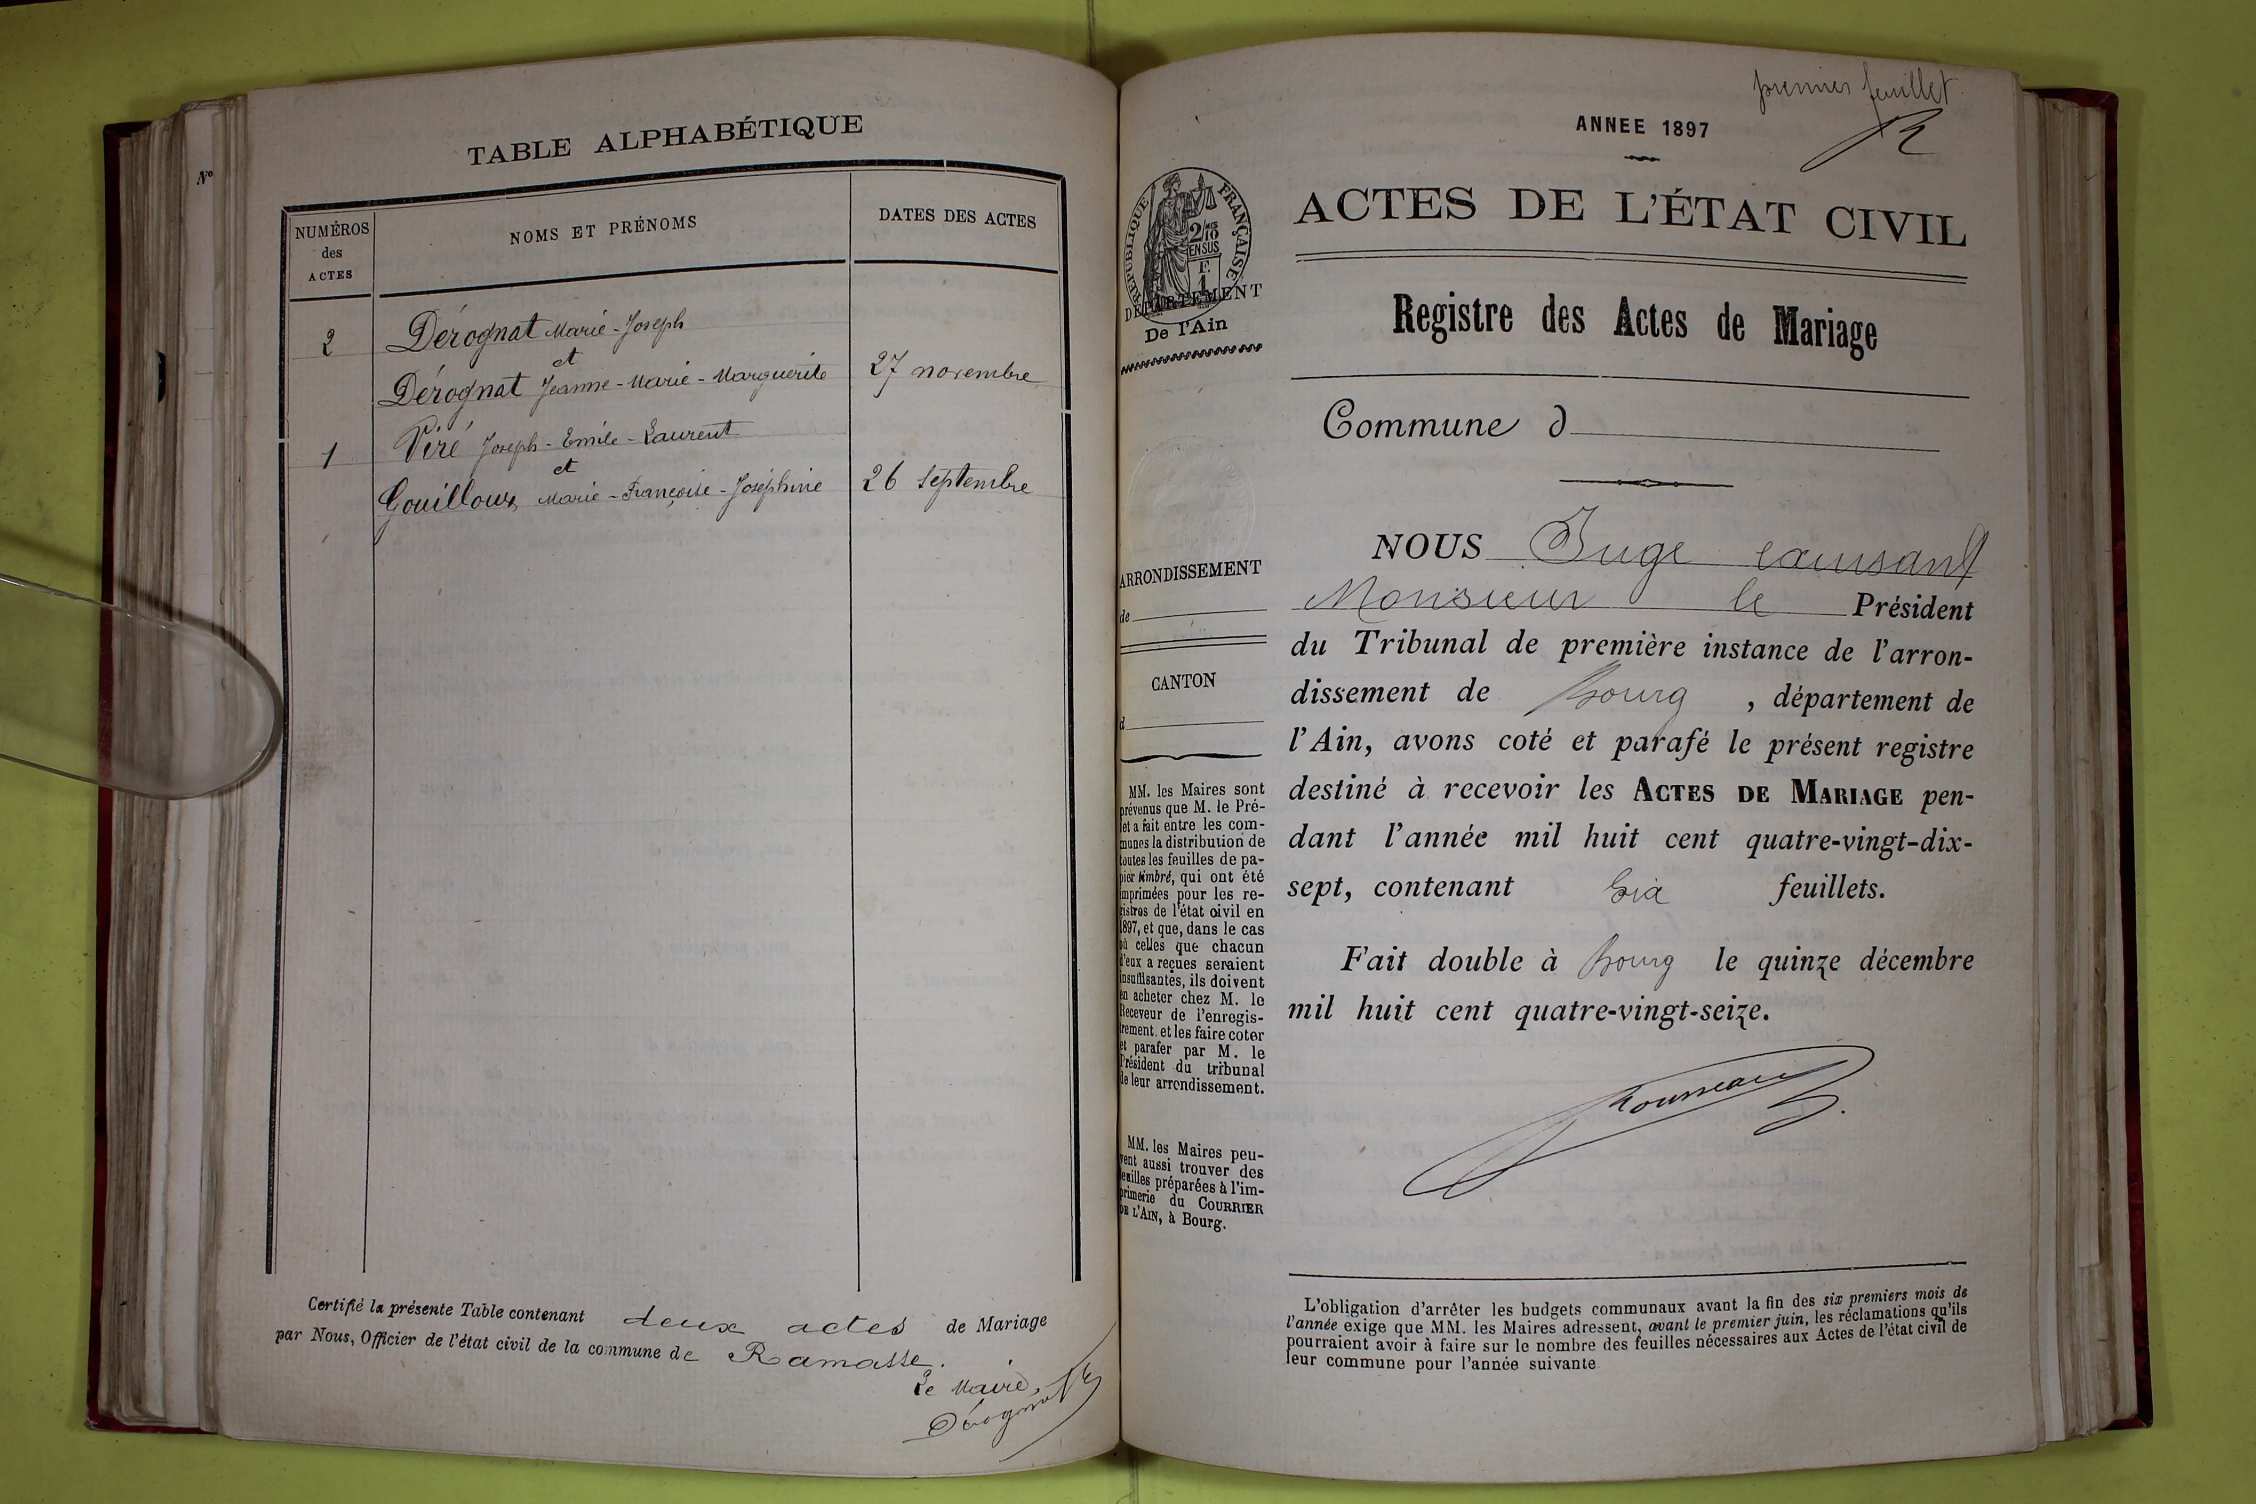 N°
TABLE ALPHABÉTIQUE
NUMÉROS
des
ACTES
NOMS ET PRÉNOMS
DATES DES ACTES
2
Dérognat Marie-Joseph
et
Dérognat Jeanne-Marie-Marguerite
27 novembre
1
Viré Joseph-Emile-Laurent
et
Gouilloux Marie-Françoise-Joséphine
26 septembre
Certifié la présente Table contenant deux actes de Mariage
par Nous, Officier de l'état civil de la commune de Ramasse.
Le Maire,
Dérognat
premier feuillet
ANNEE 1897
ACTES DE L'ÉTAT CIVIL
RÉPUBLIQUE FRANÇAISE
2/10
EN SUS
F.
1
DÉPARTEMENT
De l'Ain
Registre des Actes de Mariage
Commune d
ARRONDISSEMENT
de
CANTON
d
MM. les Maires sont
prévenus que M. le Pré-
fet a fait entre les com-
munes la distribution de
toutes les feuilles de pa-
pier timbré, qui ont été
imprimées pour les re-
gistres de l'état civil en
1897, et que, dans le cas
où celles que chacun
d'eux a reçues seraient
insuffisantes, ils doivent
en acheter chez M. le
Receveur de l'enregis-
trement et les faire coter
et parafer par M. le
Président du tribunal
de leur arrondissement.
MM. les Maires peu-
vent aussi trouver des
feuilles préparées à l'im-
primerie du COURRIER
DE L'AIN, à Bourg.
NOUS Juge
Monsieur le Président
du Tribunal de première instance de l'arron-
dissement de Bourg, département de
l'Ain, avons coté et parafé le présent registre
destiné à recevoir les ACTES DE MARIAGE pen-
dant l'année mil huit cent quatre-vingt-dix-
sept, contenant six feuillets.
Fait double à Bourg le quinze décembre
mil huit cent quatre-vingt-seize.
Rousseau
L'obligation d'arrêter les budgets communaux avant la fin des six premiers mois de
l'année exige que MM. les Maires adressent, avant le premier juin, les réclamations qu'ils
pourraient avoir à faire sur le nombre des feuilles nécessaires aux Actes de l'état civil de
leur commune pour l'année suivante